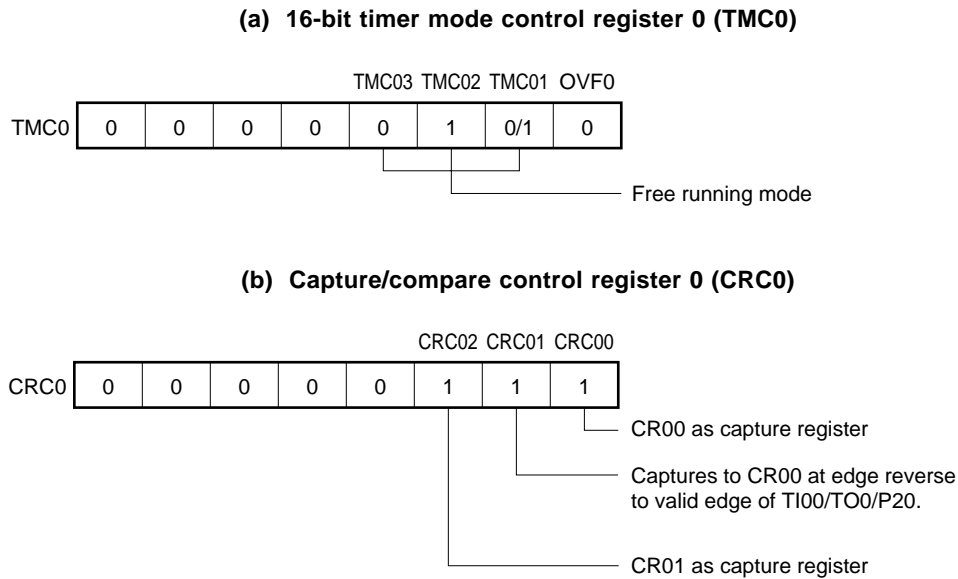 (a) 16-bit timer mode control register 0 (TMC0)
TMC03 TMC02 TMC01 OVF0
TMC0 0 0 0 0 0 1 0/1 0
Free running mode
(b) Capture/compare control register 0 (CRC0)
CRC02 CRC01 CRC00
CRC0 0 0 0 0 0 1 1 1
CR00 as capture register
Captures to CR00 at edge reverse
to valid edge of TI00/TO0/P20.
CR01 as capture register